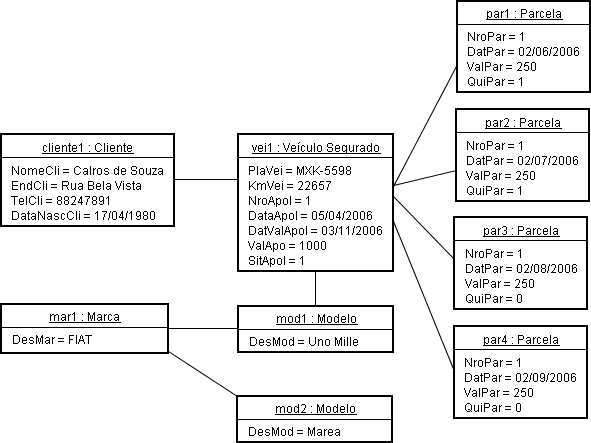 par1 : Parcela
NroPar = 1
DatPar = 02/06/2006
ValPar = 250
QuiPar = 1
par2 : Parcela
NroPar = 1
DatPar = 02/07/2006
ValPar = 250
QuiPar = 1
cliente1 : Cliente
NomeCli = Calros de Souza
EndCli = Rua Bela Vista
TelCli = 88247891
DataNascCli = 17/04/1980
vei1 : Veículo Segurado
PlaVei = MXK-5598
KmVei = 22657
NroApol = 1
DataApol = 05/04/2006
DatValApol = 03/11/2006
ValApo = 1000
SitApol = 1
par3 : Parcela
NroPar = 1
DatPar = 02/08/2006
ValPar = 250
QuiPar = 0
mar1 : Marca
DesMar = FIAT
mod1 : Modelo
DesMod = Uno Mille
par4 : Parcela
NroPar = 1
DatPar = 02/09/2006
ValPar = 250
QuiPar = 0
mod2 : Modelo
DesMod = Marea